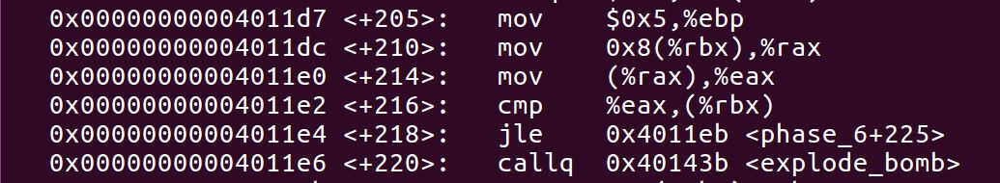 0x00000000004011d7 <+205>: mov $0x5,%ebp
0x00000000004011dc <+210>: mov 0x8(%rbx),%rax
0x00000000004011e0 <+214>: mov (%rax),%eax
0x00000000004011e2 <+216>: cmp %eax,(%rbx)
0x00000000004011e4 <+218>: jle 0x4011eb <phase_6+225>
0x00000000004011e6 <+220>: callq 0x40143b <explode_bomb>